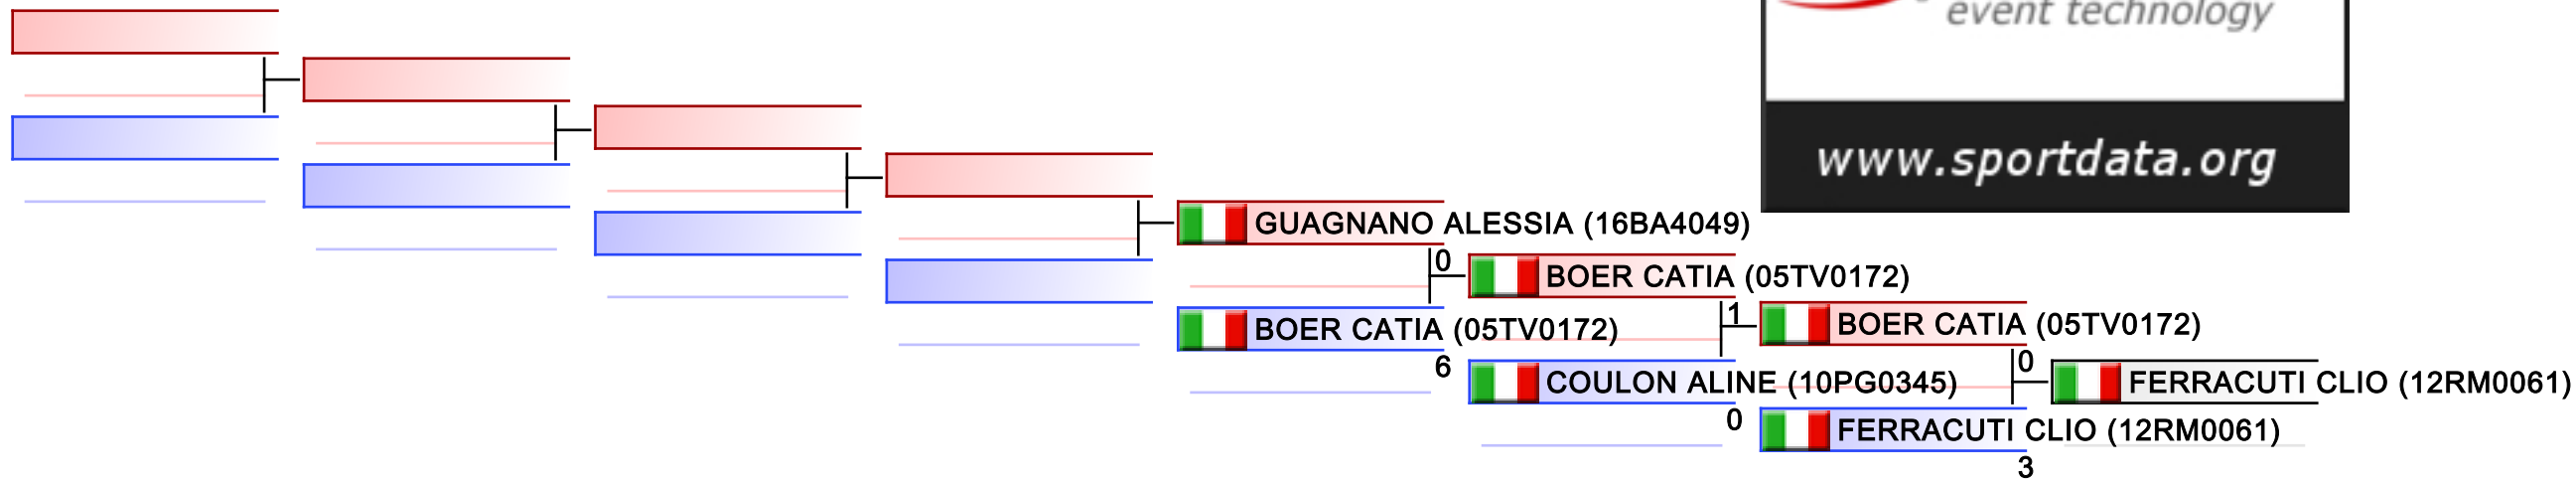 event technology
www.sportdata.org
GUAGNANO ALESSIA (16BA4049)
0
BOER CATIA (05TV0172)
BOER CATIA (05TV0172)
6
1
BOER CATIA (05TV0172)
COULON ALINE (10PG0345)
0
0
FERRACUTI CLIO (12RM0061)
FERRACUTI CLIO (12RM0061)
3